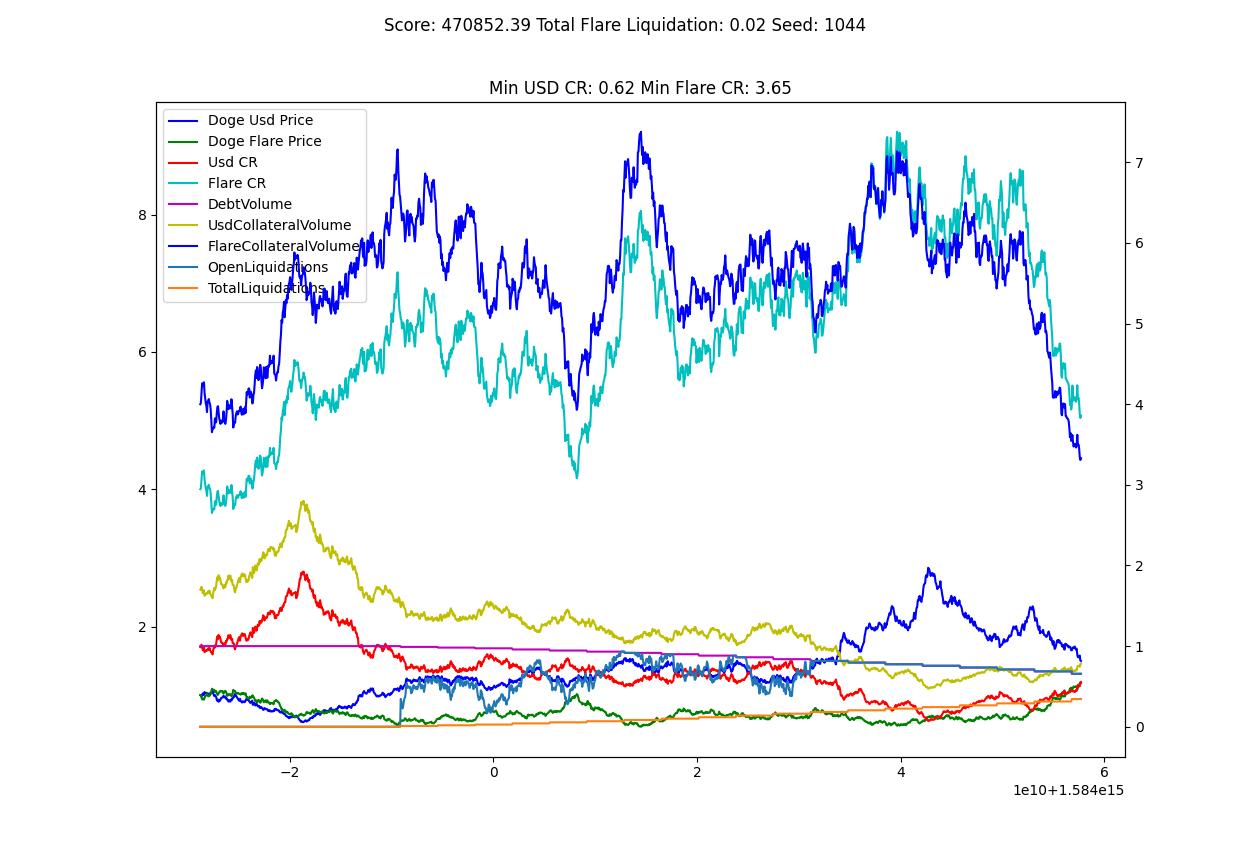 Score: 470852.39 Total Flare Liquidation: 0.02 Seed: 1044
Min USD CR: 0.62 Min Flare CR: 3.65
Doge Usd Price
Doge Flare Price
Usd CR
Flare CR
DebtVolume
UsdCollateralVolume
FlareCollateralVolume
OpenLiquidations
TotalLiquidations
8
6
4
2
7
6
5
4
3
2
1
0
−2
0
2
4
6
1e10+1.584e15